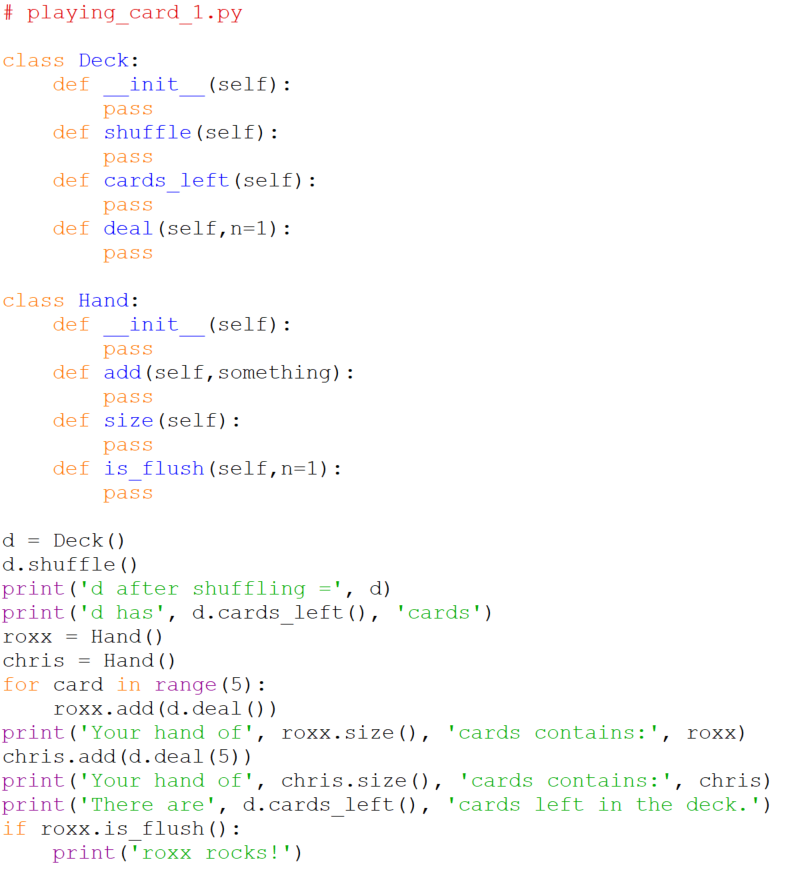 # playing_card_1.py

class Deck:
    def __init__(self):
        pass
    def shuffle(self):
        pass
    def cards_left(self):
        pass
    def deal(self,n=1):
        pass

class Hand:
    def __init__(self):
        pass
    def add(self,something):
        pass
    def size(self):
        pass
    def is_flush(self,n=1):
        pass

d = Deck()
d.shuffle()
print('d after shuffling =', d)
print('d has', d.cards_left(), 'cards')
roxx = Hand()
chris = Hand()
for card in range(5):
    roxx.add(d.deal())
print('Your hand of', roxx.size(), 'cards contains:', roxx)
chris.add(d.deal(5))
print('Your hand of', chris.size(), 'cards contains:', chris)
print('There are', d.cards_left(), 'cards left in the deck.')
if roxx.is_flush():
    print('roxx rocks!')